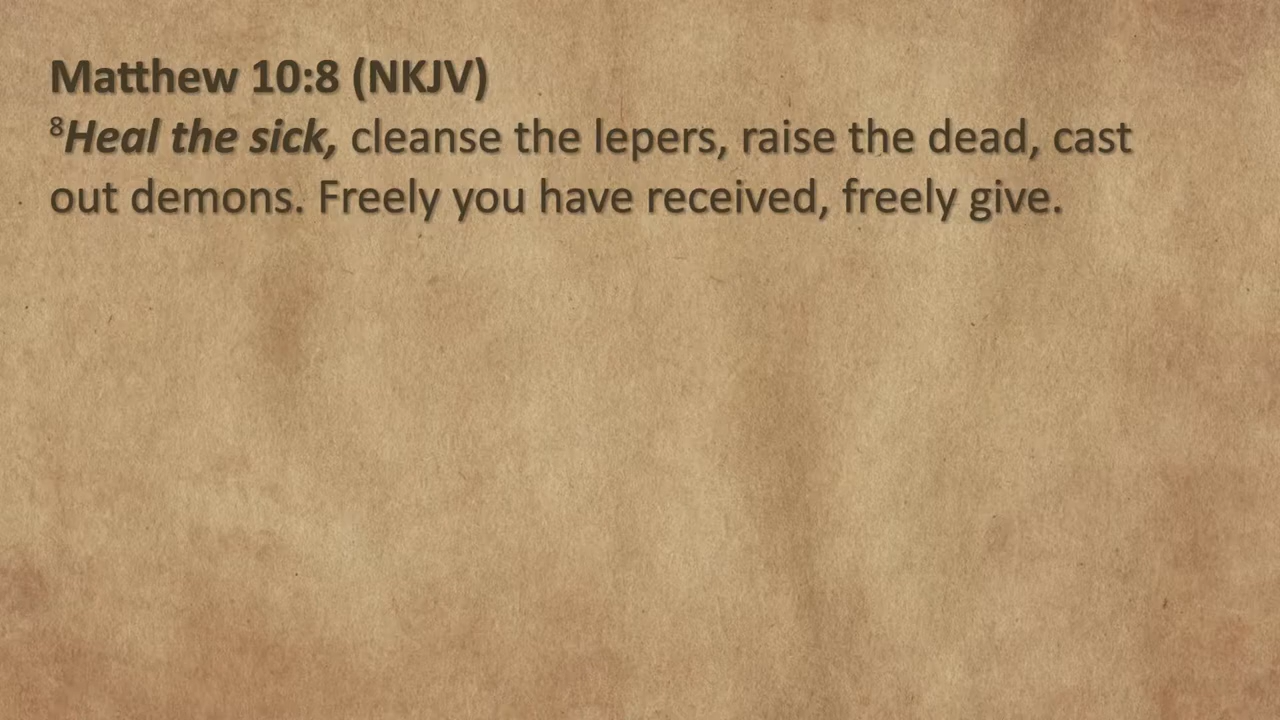 Matthew 10:8 (NKJV)
⁸Heal the sick, cleanse the lepers, raise the dead, cast
out demons. Freely you have received, freely give.